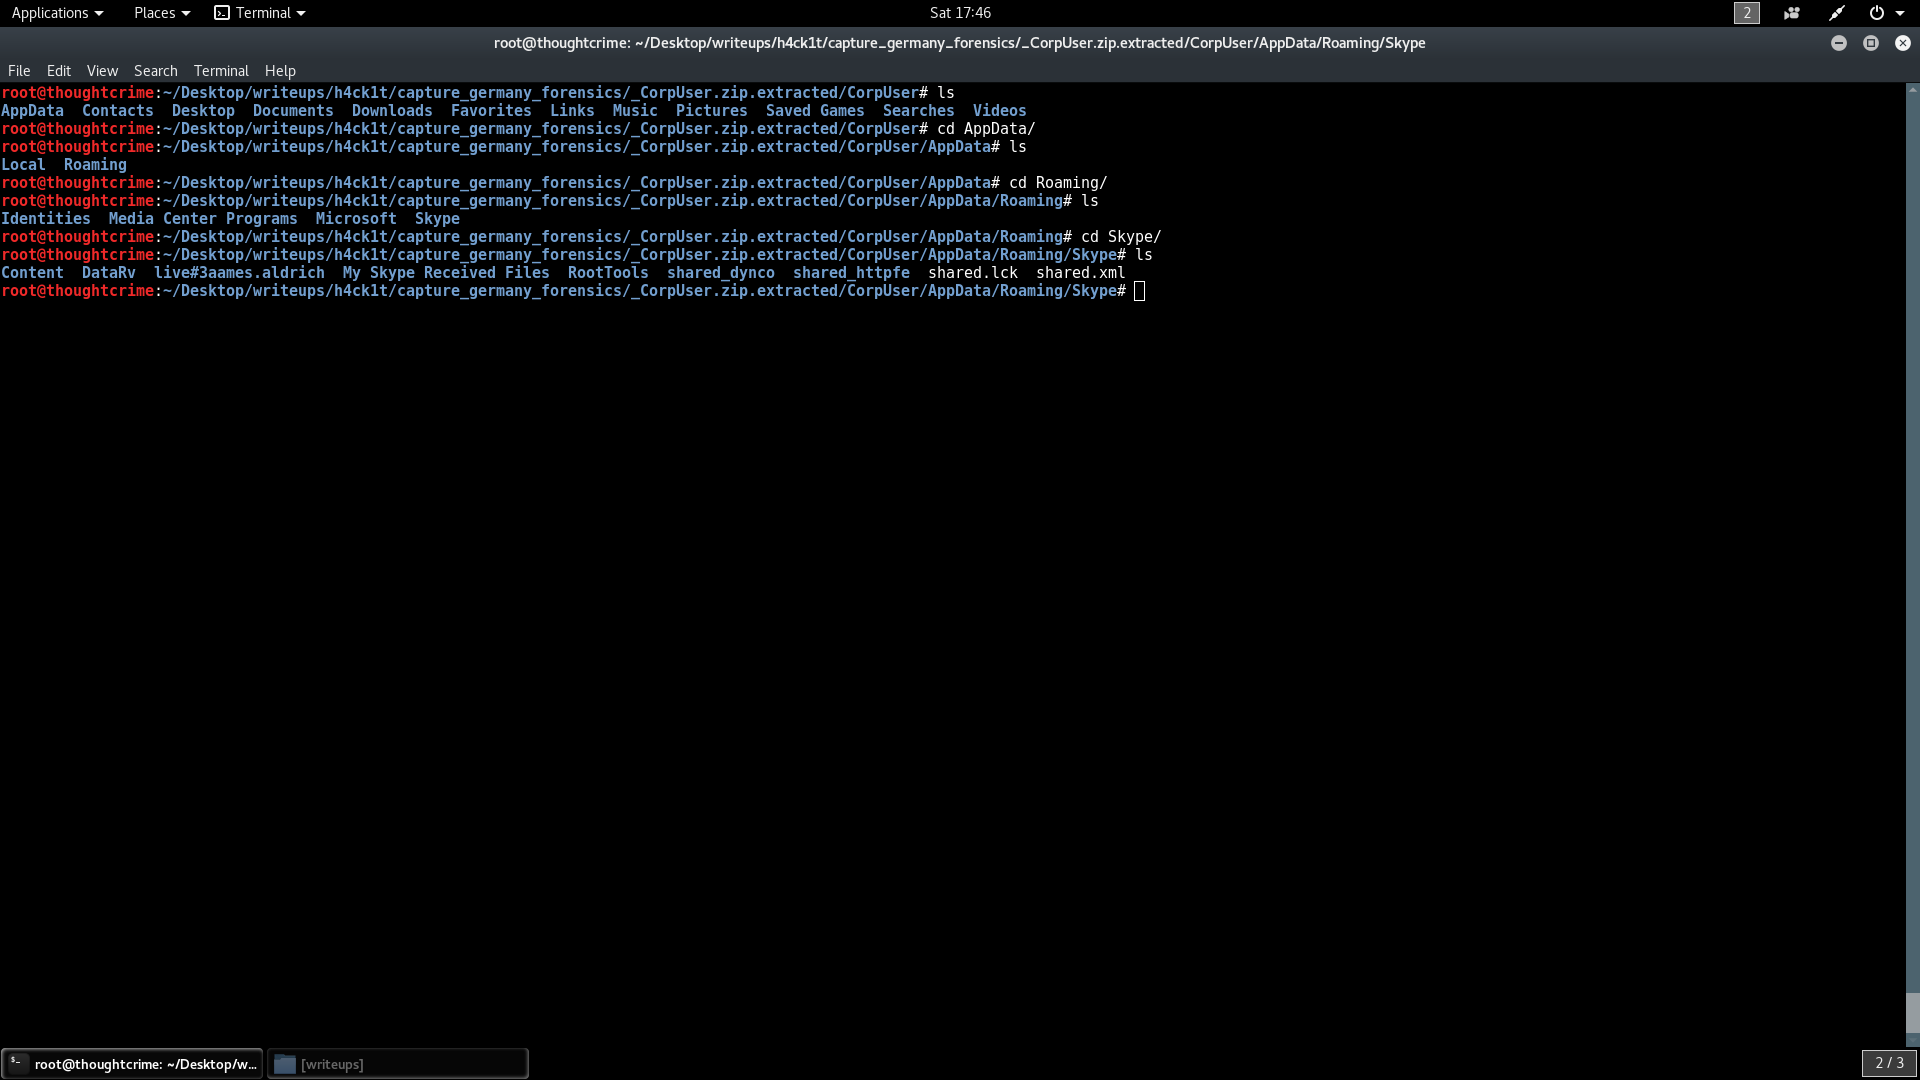 Applications Places Terminal Sat 17:46 2
root@thoughtcrime: ~/Desktop/writeups/h4ck1t/capture_germany_forensics/_CorpUser.zip.extracted/CorpUser/AppData/Roaming/Skype
File Edit View Search Terminal Help
root@thoughtcrime:~/Desktop/writeups/h4ck1t/capture_germany_forensics/_CorpUser.zip.extracted/CorpUser# ls
AppData Contacts Desktop Documents Downloads Favorites Links Music Pictures Saved Games Searches Videos
root@thoughtcrime:~/Desktop/writeups/h4ck1t/capture_germany_forensics/_CorpUser.zip.extracted/CorpUser# cd AppData/
root@thoughtcrime:~/Desktop/writeups/h4ck1t/capture_germany_forensics/_CorpUser.zip.extracted/CorpUser/AppData# ls
Local Roaming
root@thoughtcrime:~/Desktop/writeups/h4ck1t/capture_germany_forensics/_CorpUser.zip.extracted/CorpUser/AppData# cd Roaming/
root@thoughtcrime:~/Desktop/writeups/h4ck1t/capture_germany_forensics/_CorpUser.zip.extracted/CorpUser/AppData/Roaming# ls
Identities Media Center Programs Microsoft Skype
root@thoughtcrime:~/Desktop/writeups/h4ck1t/capture_germany_forensics/_CorpUser.zip.extracted/CorpUser/AppData/Roaming# cd Skype/
root@thoughtcrime:~/Desktop/writeups/h4ck1t/capture_germany_forensics/_CorpUser.zip.extracted/CorpUser/AppData/Roaming/Skype# ls
Content DataRv live#3aames.aldrich My Skype Received Files RootTools shared_dynco shared_httpfe shared.lck shared.xml
root@thoughtcrime:~/Desktop/writeups/h4ck1t/capture_germany_forensics/_CorpUser.zip.extracted/CorpUser/AppData/Roaming/Skype#
root@thoughtcrime: ~/Desktop/w... [writeups] 2 / 3